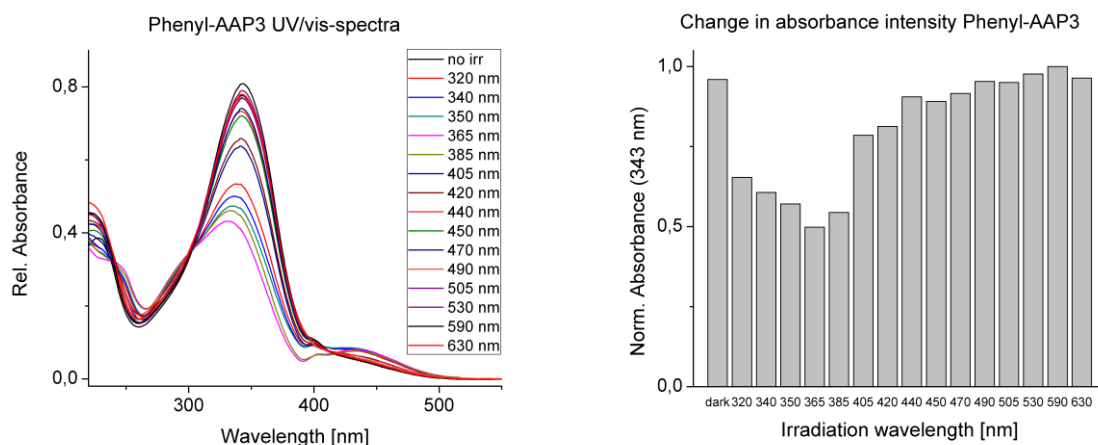 Phenyl-AAP3 UV/vis-spectra
Rel. Absorbance
0.8
0.4
0.0
300
400
500
Wavelength [nm]
no irr
320 nm
340 nm
350 nm
365 nm
385 nm
405 nm
420 nm
440 nm
450 nm
470 nm
490 nm
505 nm
530 nm
590 nm
630 nm
Change in absorbance intensity Phenyl-AAP3
Norm. Absorbance (343 nm)
1,0
0,5
0,0
dark 320 340 350 365 385 405 420 440 450 470 490 505 530 590 630
Irradiation wavelength [nm]